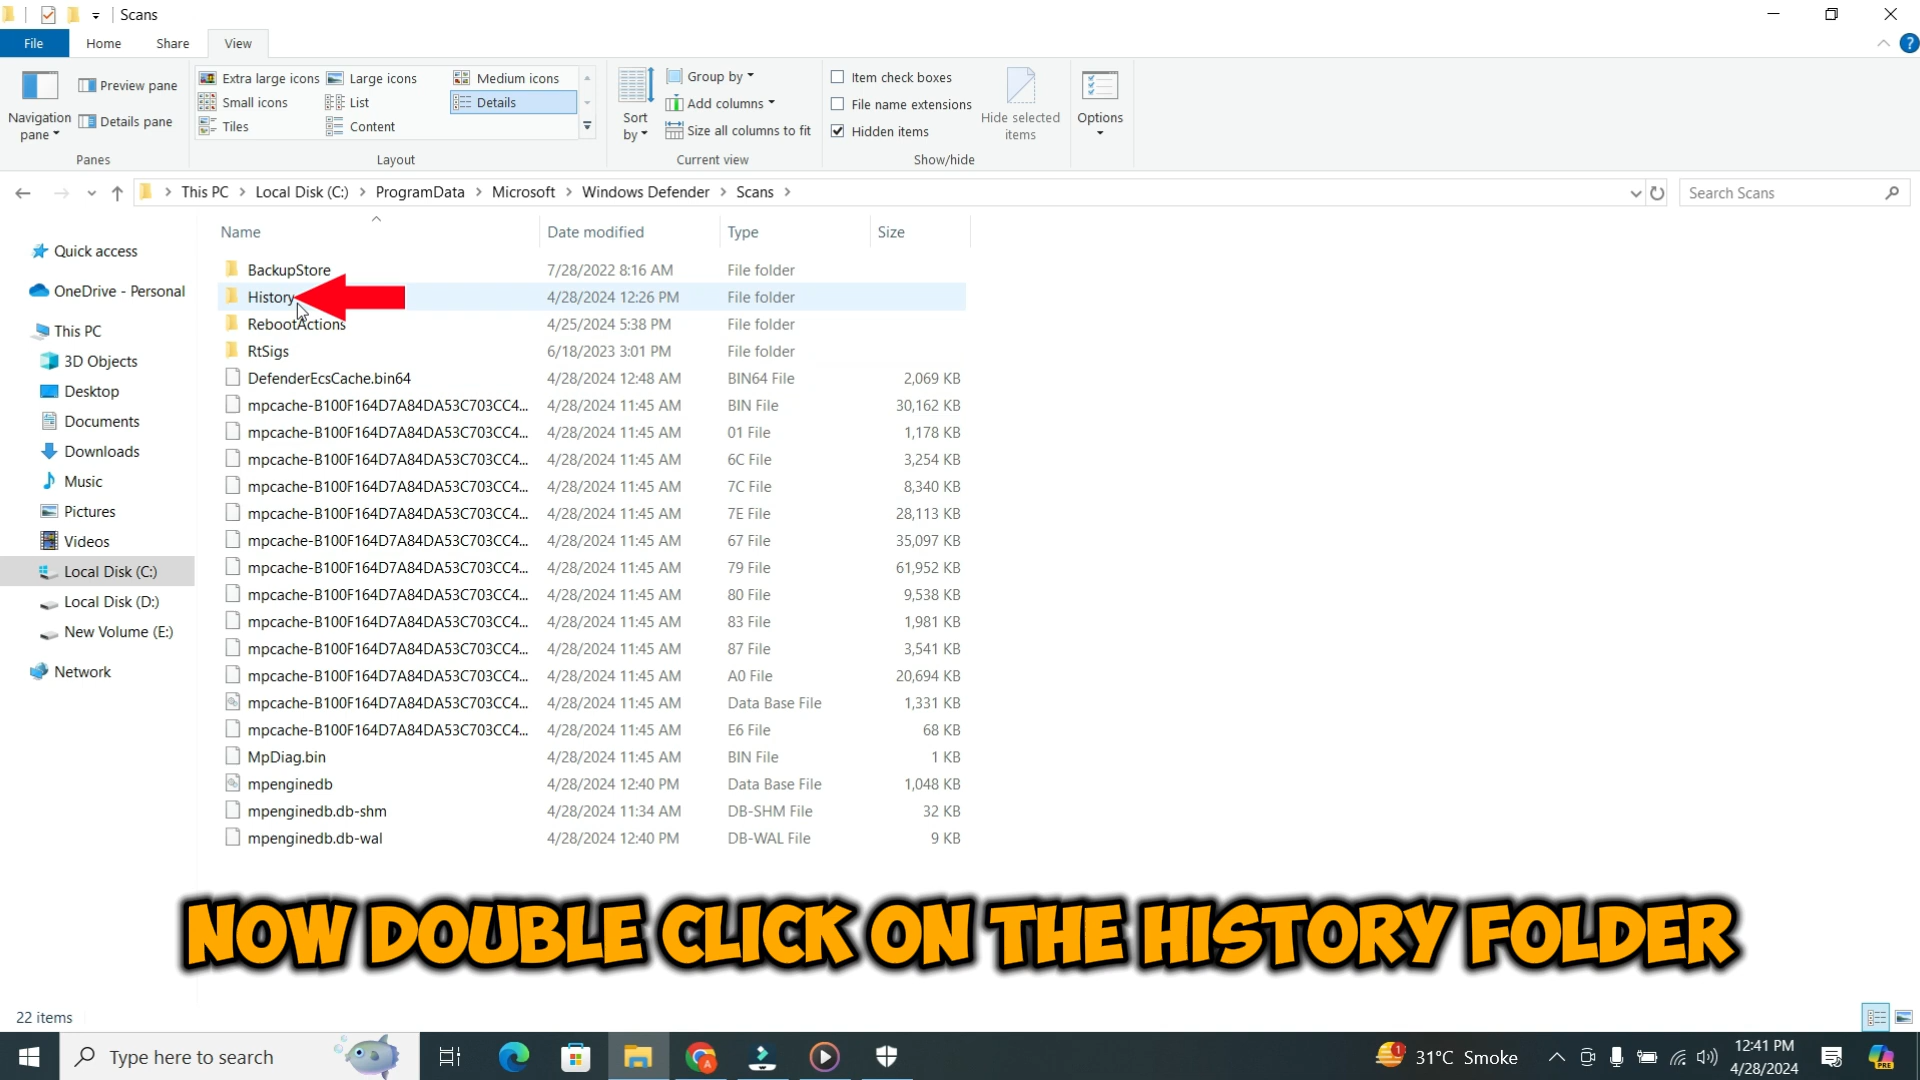 Scans
File Home Share View
Navigation pane
Preview pane
Details pane
Panes
Extra large icons Large icons Medium icons
Small icons List Details
Tiles Content
Layout
Sort by
Group by
Add columns
Size all columns to fit
Current view
Item check boxes
File name extensions
Hidden items
Hide selected items
Show/hide
Options
This PC Local Disk (C:) ProgramData Microsoft Windows Defender Scans
Search Scans
Quick access
OneDrive - Personal
This PC
3D Objects
Desktop
Documents
Downloads
Music
Pictures
Videos
Local Disk (C:)
Local Disk (D:)
New Volume (E:)
Network
Name Date modified Type Size
BackupStore 7/28/2022 8:16 AM File folder
History 4/28/2024 12:26 PM File folder
RebootActions 4/25/2024 5:38 PM File folder
RtSigs 6/18/2023 3:01 PM File folder
DefenderEcsCache.bin64 4/28/2024 12:48 AM BIN64 File 2,069 KB
mpcache-B100F164D7A84DA53C703CC4... 4/28/2024 11:45 AM BIN File 30,162 KB
mpcache-B100F164D7A84DA53C703CC4... 4/28/2024 11:45 AM 01 File 1,178 KB
mpcache-B100F164D7A84DA53C703CC4... 4/28/2024 11:45 AM 6C File 3,254 KB
mpcache-B100F164D7A84DA53C703CC4... 4/28/2024 11:45 AM 7C File 8,340 KB
mpcache-B100F164D7A84DA53C703CC4... 4/28/2024 11:45 AM 7E File 28,113 KB
mpcache-B100F164D7A84DA53C703CC4... 4/28/2024 11:45 AM 67 File 35,097 KB
mpcache-B100F164D7A84DA53C703CC4... 4/28/2024 11:45 AM 79 File 61,952 KB
mpcache-B100F164D7A84DA53C703CC4... 4/28/2024 11:45 AM 80 File 9,538 KB
mpcache-B100F164D7A84DA53C703CC4... 4/28/2024 11:45 AM 83 File 1,981 KB
mpcache-B100F164D7A84DA53C703CC4... 4/28/2024 11:45 AM 87 File 3,541 KB
mpcache-B100F164D7A84DA53C703CC4... 4/28/2024 11:45 AM A0 File 20,694 KB
mpcache-B100F164D7A84DA53C703CC4... 4/28/2024 11:45 AM Data Base File 1,331 KB
mpcache-B100F164D7A84DA53C703CC4... 4/28/2024 11:45 AM E6 File 68 KB
MpDiag.bin 4/28/2024 11:45 AM BIN File 1 KB
mpenginedb 4/28/2024 12:40 PM Data Base File 1,048 KB
mpenginedb.db-shm 4/28/2024 11:34 AM DB-SHM File 32 KB
mpenginedb.db-wal 4/28/2024 12:40 PM DB-WAL File 9 KB
NOW DOUBLE CLICK ON THE HISTORY FOLDER
22 items
Type here to search
1
31°C Smoke
12:41 PM
4/28/2024
PRE